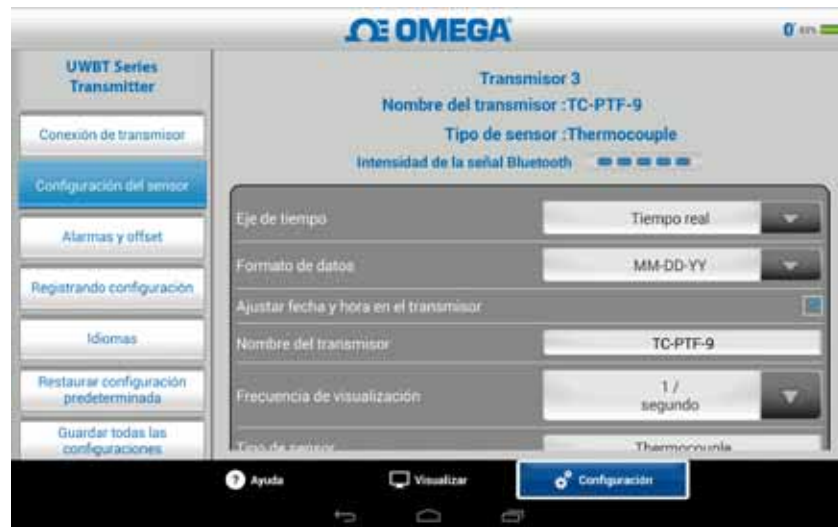 OMEGA
UWBT Series
Transmitter
Conexión de transmisor
Configuración del sensor
Alarmas y offset
Registrando configuración
Idiomas
Restaurar configuración
predeterminada
Guardar todas las
configuraciones
Transmisor 3
Nombre del transmisor :TC-PTF-9
Tipo de sensor :Thermocouple
Intensidad de la señal Bluetooth
Eje de tiempo
Tiempo real
Formato de datos
MM-DD-YY
Ajustar fecha y hora en el transmisor
Nombre del transmisor
TC-PTF-9
Frecuencia de visualización
1 /
segundo
Tipo de sensor
Thermocouple
? Ayuda
Visualizar
Configuración